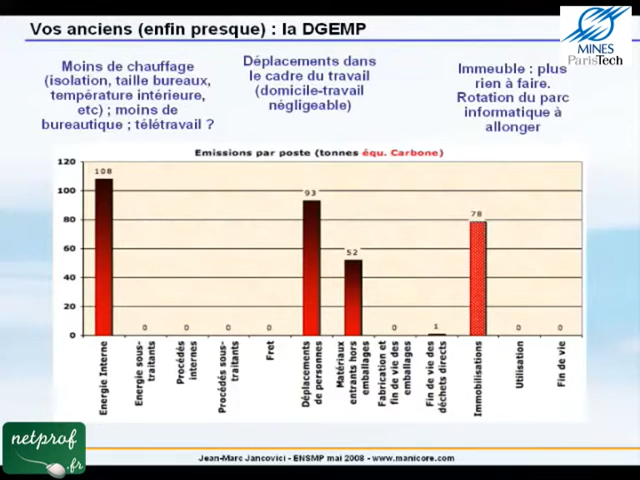 Vos anciens (enfin presque) : la DGEMP
MINES
ParisTech
Moins de chauffage
(isolation, taille bureaux,
température intérieure,
etc) ; moins de
bureautique ; télétravail ?
Déplacements dans
le cadre du travail
(domicile-travail
négligeable)
Immeuble : plus
rien à faire.
Rotation du parc
informatique à
allonger
Emissions par poste (tonnes équ. Carbone)
120
100
80
60
40
20
0
108
0
0
0
0
93
52
0
1
78
0
0
Energie Interne
Energie sous-
traitants
Procédés
internes
Procédés sous-
traitants
Fret
Déplacements
de personnes
Matériaux
entrants hors
emballages
Fabrication et
fin de vie des
emballages
Fin de vie des
déchets directs
Immobilisations
Utilisation
Fin de vie
netprof
.fr
Jean-Marc Jancovici - ENSMP mai 2008 - www.manicore.com